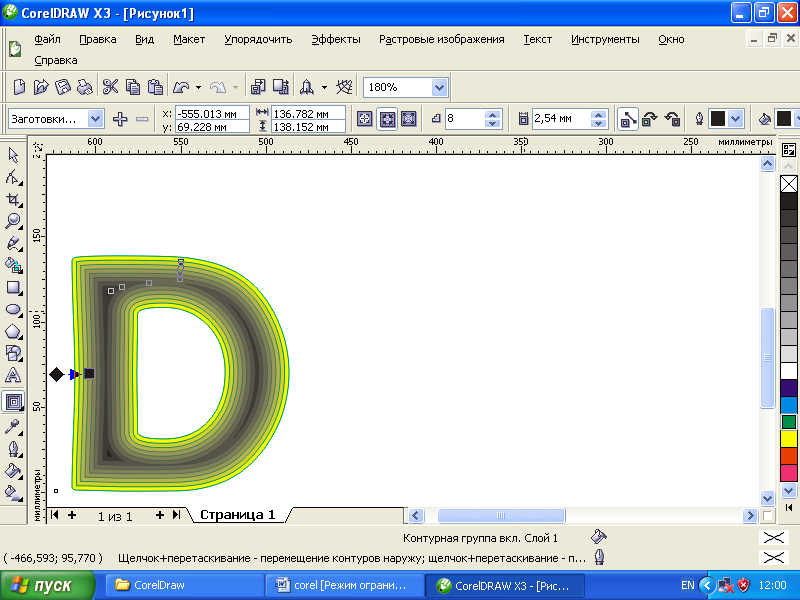 CorelDRAW X3 - [Рисунок1]
Файл Правка Вид Макет Упорядочить Эффекты Растровые изображения Текст Инструменты Окно
Справка
180%
Заготовки... x: -555.013 мм 136.782 мм 8 2,54 мм
y: 69.228 мм 138.152 мм
600 550 500 450 400 350 300 250 миллиметры
150
100
50
миллиметры
D
1 из 1 Страница 1
Контурная группа вкл. Слой 1
( -466,593; 95,770 ) Щелчок+перетаскивание - перемещение контуров наружу; щелчок+перетаскивание - п...
пуск CorelDraw corel [Режим ограни... CorelDRAW X3 - [Рис... EN 12:00